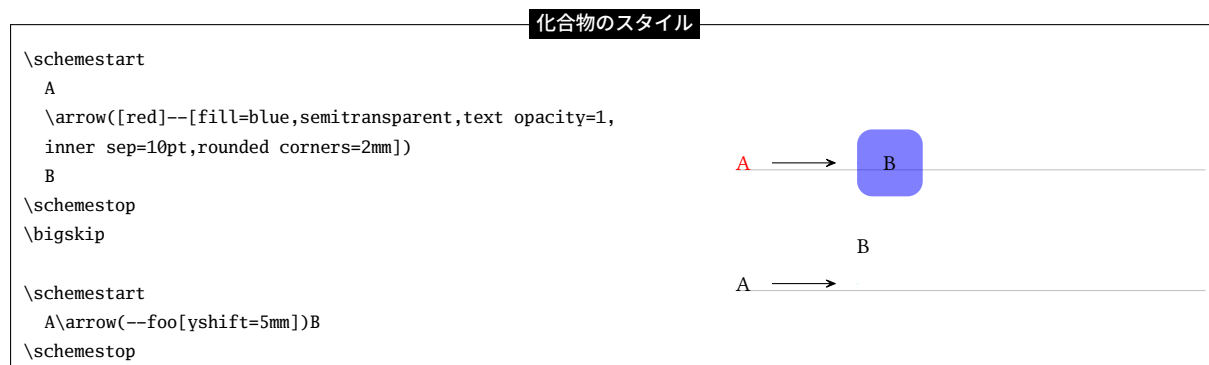 化合物のスタイル
\schemestart
  A
  \arrow([red]--[fill=blue,semitransparent,text opacity=1,
  inner sep=10pt,rounded corners=2mm])
  B
\schemestop
\bigskip
\schemestart
  A\arrow(--foo[yshift=5mm])B
\schemestop
A B
B
A